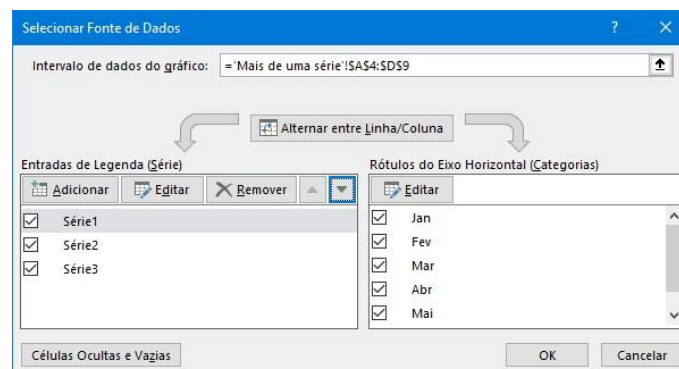 Selecionar Fonte de Dados ? ×
Intervalo de dados do gráfico: ='Mais de uma série'!$A$4:$D$9
Alternar entre Linha/Coluna
Entradas de Legenda (Série)
Adicionar Editar Remover
Série1
Série2
Série3
Rótulos do Eixo Horizontal (Categorias)
Editar
Jan
Fev
Mar
Abr
Mai
Células Ocultas e Vazias OK Cancelar